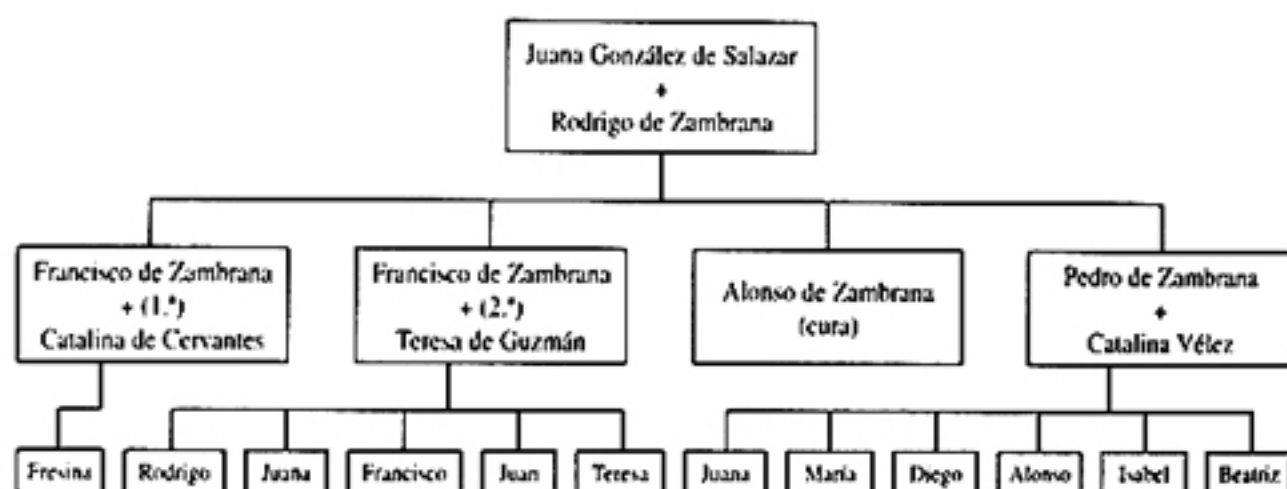 Juana González de Salazar
+
Rodrigo de Zambrana
Francisco de Zambrana
+ (1.ª)
Catalina de Cervantes
Francisco de Zambrana
+ (2.ª)
Teresa de Guzmán
Alonso de Zambrana
(cura)
Pedro de Zambrana
+
Catalina Vélez
Fresina
Rodrigo
Juana
Francisco
Juan
Teresa
Juana
María
Diego
Alonso
Isabel
Beatriz